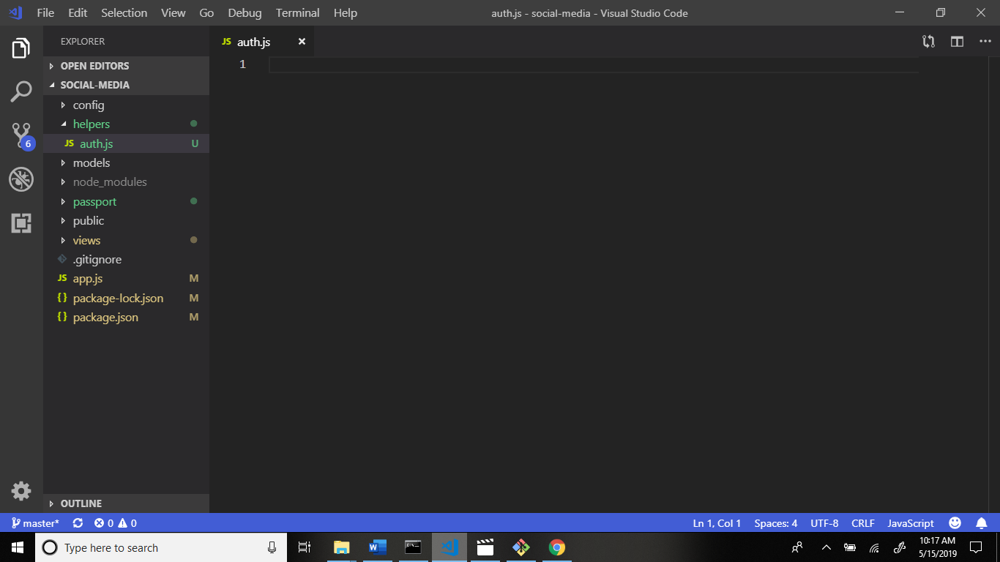 File Edit Selection View Go Debug Terminal Help auth.js - social-media - Visual Studio Code
EXPLORER
JS auth.js
OPEN EDITORS
SOCIAL-MEDIA
config
helpers
JS auth.js U
models
node_modules
passport
public
views
.gitignore
JS app.js M
{} package-lock.json M
{} package.json M
OUTLINE
1
6
master* 0 0 Ln 1, Col 1 Spaces: 4 UTF-8 CRLF JavaScript
Type here to search
10:17 AM
5/15/2019